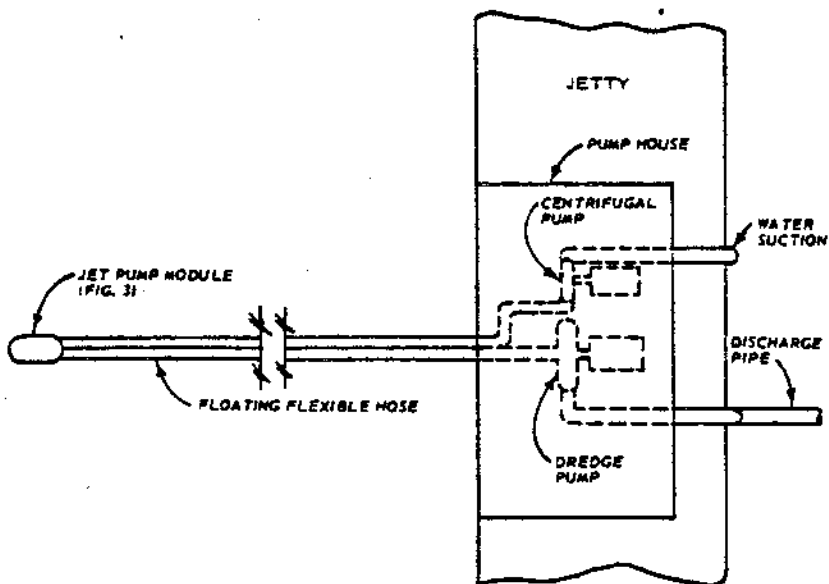 JETTY
PUMP HOUSE
CENTRIFUGAL
PUMP
WATER
SUCTION
JET PUMP MODULE
(FIG. 3)
DISCHARGE
PIPE
FLOATING FLEXIBLE HOSE
DREDGE
PUMP